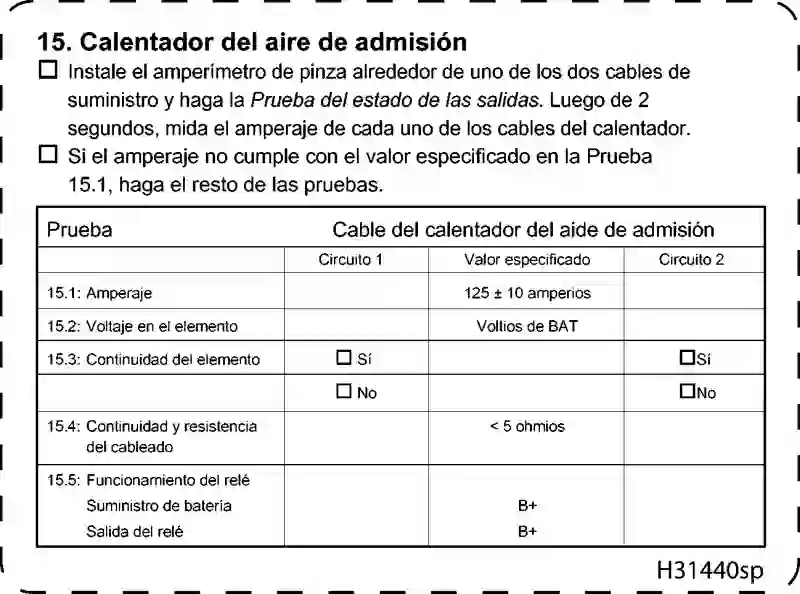 15. Calentador del aire de admisión
☐ Instale el amperímetro de pinza alrededor de uno de los dos cables de
suministro y haga la Prueba del estado de las salidas. Luego de 2
segundos, mida el amperaje de cada uno de los cables del calentador.
☐ Si el amperaje no cumple con el valor especificado en la Prueba
15.1, haga el resto de las pruebas.
Prueba Cable del calentador del aide de admisión
Circuito 1 Valor especificado Circuito 2
15.1: Amperaje 125 ± 10 amperios
15.2: Voltaje en el elemento Voltios de BAT
15.3: Continuidad del elemento ☐ Sí ☐ Sí
☐ No ☐ No
15.4: Continuidad y resistencia < 5 ohmios
del cableado
15.5: Funcionamiento del relé
Suministro de batería B+
Salida del relé B+
H31440sp